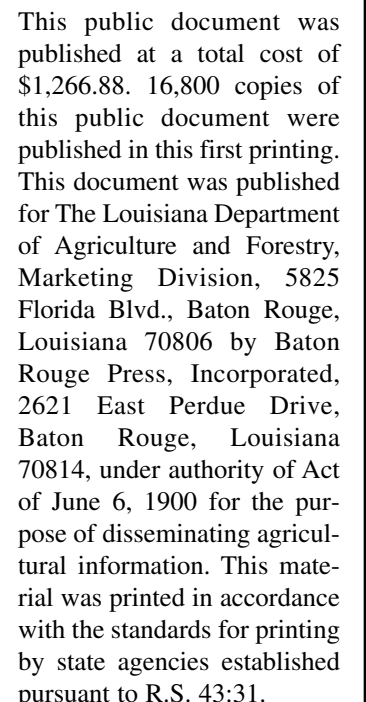 This public document was
published at a total cost of
$1,266.88. 16,800 copies of
this public document were
published in this first printing.
This document was published
for The Louisiana Department
of Agriculture and Forestry,
Marketing Division, 5825
Florida Blvd., Baton Rouge,
Louisiana 70806 by Baton
Rouge Press, Incorporated,
2621 East Perdue Drive,
Baton Rouge, Louisiana
70814, under authority of Act
of June 6, 1900 for the pur-
pose of disseminating agricul-
tural information. This mate-
rial was printed in accordance
with the standards for printing
by state agencies established
pursuant to R.S. 43:31.